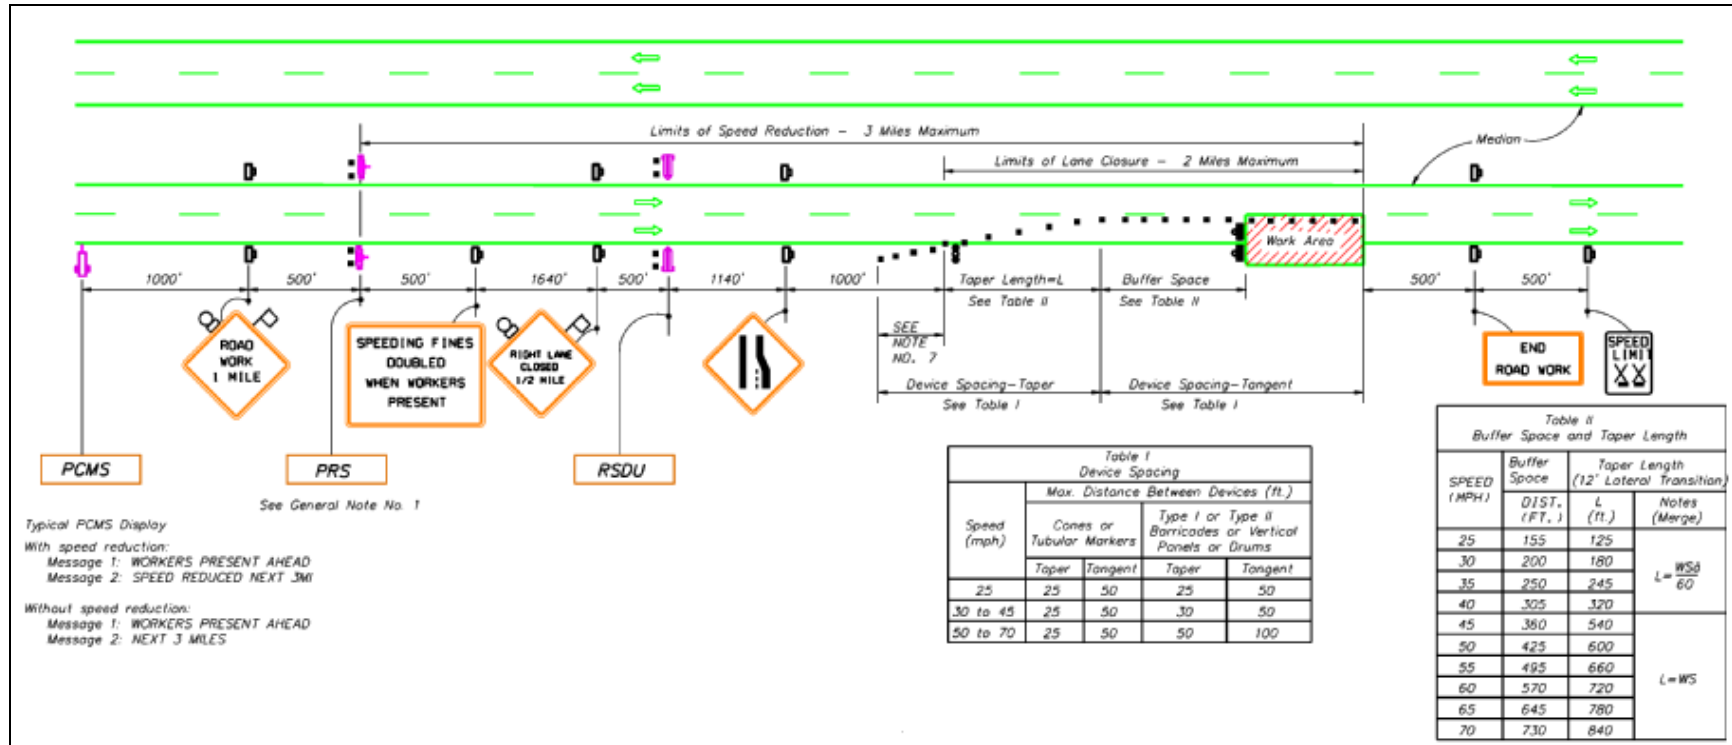 Limits of Speed Reduction - 3 Miles Maximum
Median
Limits of Lane Closure - 2 Miles Maximum
Work Area
1000' 500' 500' 1640' 500' 1140' 1000' Taper Length=L Buffer Space 500' 500'
See Table II See Table II
SEE
NOTE
NO. 7
ROAD
WORK
1 MILE
SPEEDING FINES
DOUBLED
WHEN WORKERS
PRESENT
RIGHT LANE
CLOSED
1/2 MILE
END
ROAD WORK
SPEED
LIMIT
XX
Device Spacing-Taper Device Spacing-Tangent
See Table I See Table I
PCMS PRS RSDU
See General Note No. 1
Typical PCMS Display
With speed reduction:
Message 1: WORKERS PRESENT AHEAD
Message 2: SPEED REDUCED NEXT 3MI
Without speed reduction:
Message 1: WORKERS PRESENT AHEAD
Message 2: NEXT 3 MILES
Table I
Device Spacing
Speed
(mph)
Max. Distance Between Devices (ft.)
Cones or
Tubular Markers
Type I or Type II
Barricades or Vertical
Panels or Drums
Taper Tangent Taper Tangent
25 25 50 25 50
30 to 45 25 50 30 50
50 to 70 25 50 50 100
Table II
Buffer Space and Taper Length
SPEED
(MPH)
Buffer
Space
Taper Length
(12' Lateral Transition)
DIST.
(FT.)
L
(ft.)
Notes
(Merge)
25 155 125
30 200 180
35 250 245
40 305 320
L=
60
45 360 540
50 425 600
55 495 660
60 570 720
65 645 780
70 730 840
L=WS